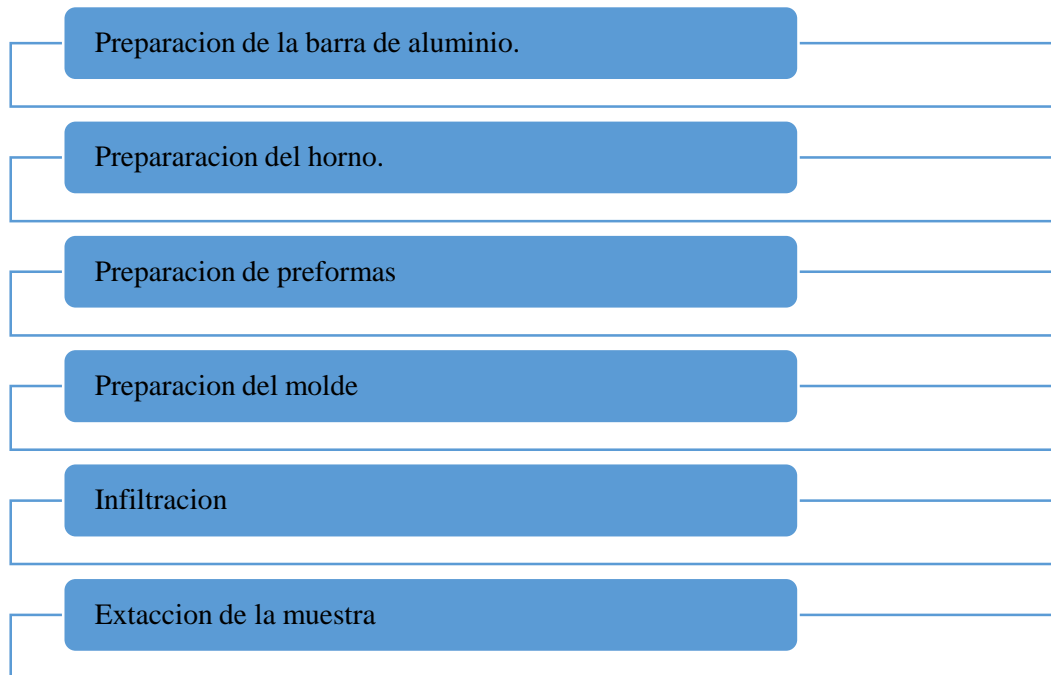 Preparacion de la barra de aluminio.
Prepararacion del horno.
Preparacion de preformas
Preparacion del molde
Infiltracion
Extaccion de la muestra